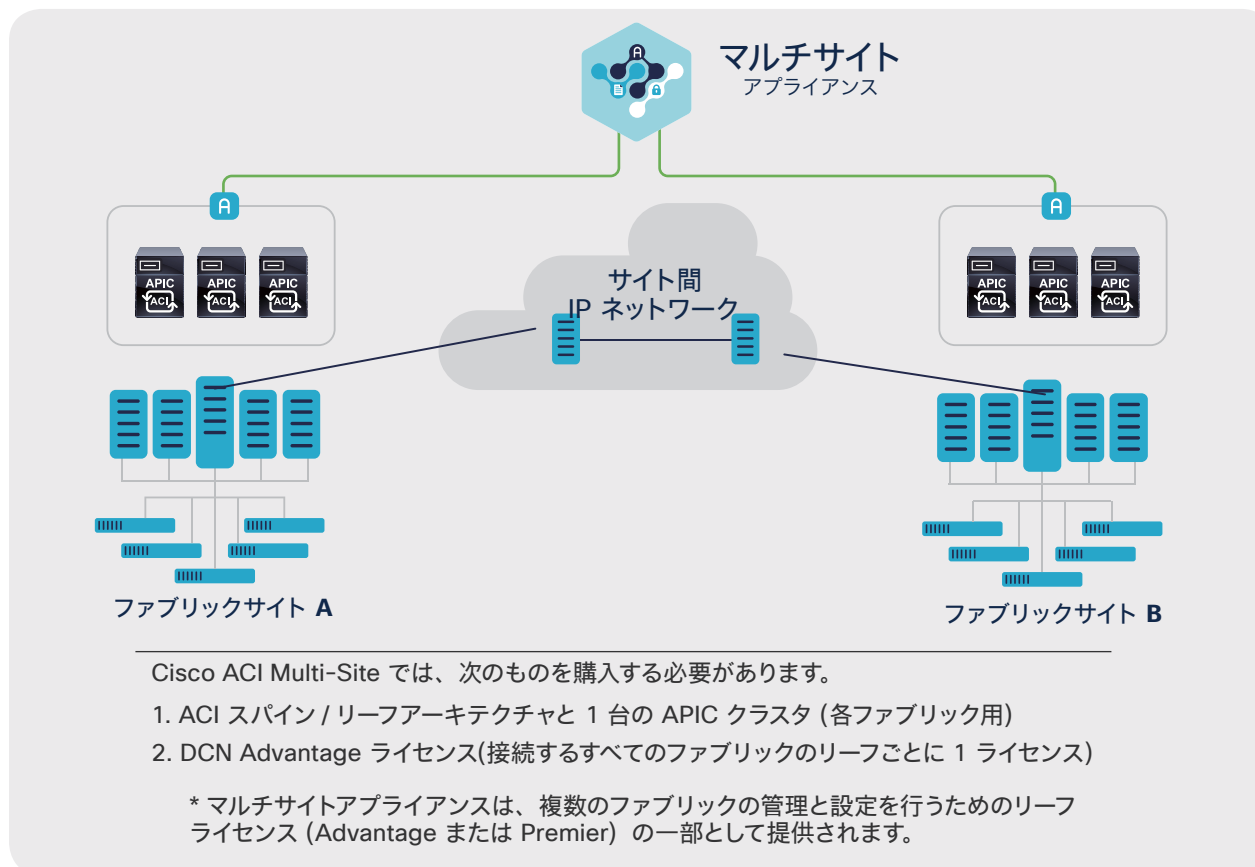 マルチサイト
アプライアンス
A
A
A
APIC
ACI
APIC
ACI
APIC
ACI
サイト間
IP ネットワーク
APIC
ACI
APIC
ACI
APIC
ACI
ファブリックサイト A
ファブリックサイト B
Cisco ACI Multi-Site では、次のものを購入する必要があります。
1. ACI スパイン / リーフアーキテクチャと 1 台の APIC クラスタ (各ファブリック用)
2. DCN Advantage ライセンス(接続するすべてのファブリックのリーフごとに 1 ライセンス)
* マルチサイトアプライアンスは、複数のファブリックの管理と設定を行うためのリーフ
ライセンス (Advantage または Premier) の一部として提供されます。